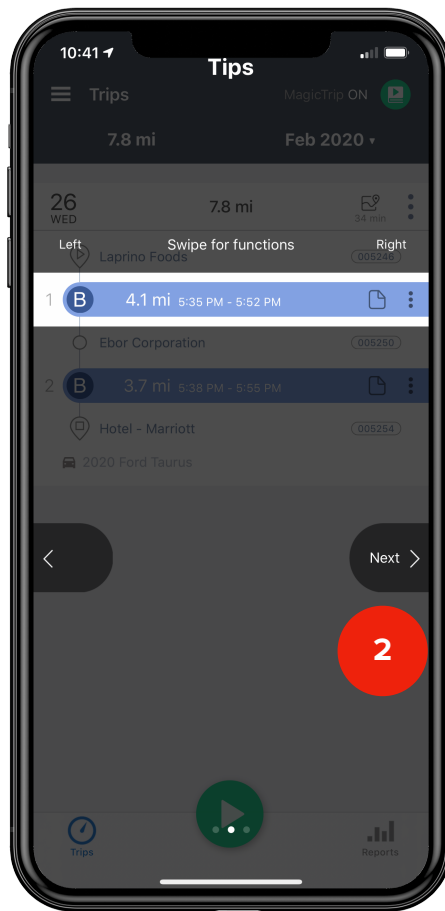 10:41
Tips
Trips MagicTrip ON
7.8 mi Feb 2020
26 7.8 mi
WED 34 min
Left Swipe for functions Right
Laprino Foods 005246
1 B 4.1 mi 5:35 PM - 5:52 PM
Ebor Corporation 005250
2 B 3.7 mi 5:38 PM - 5:55 PM
Hotel - Marriott 005254
2020 Ford Taurus
Next
2
Trips Reports